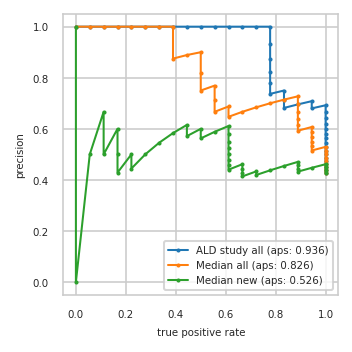 1.0
0.8
0.6
0.4
0.2
0.0
precision
0.0 0.2 0.4 0.6 0.8 1.0
true positive rate
ALD study all (aps: 0.936)
Median all (aps: 0.826)
Median new (aps: 0.526)